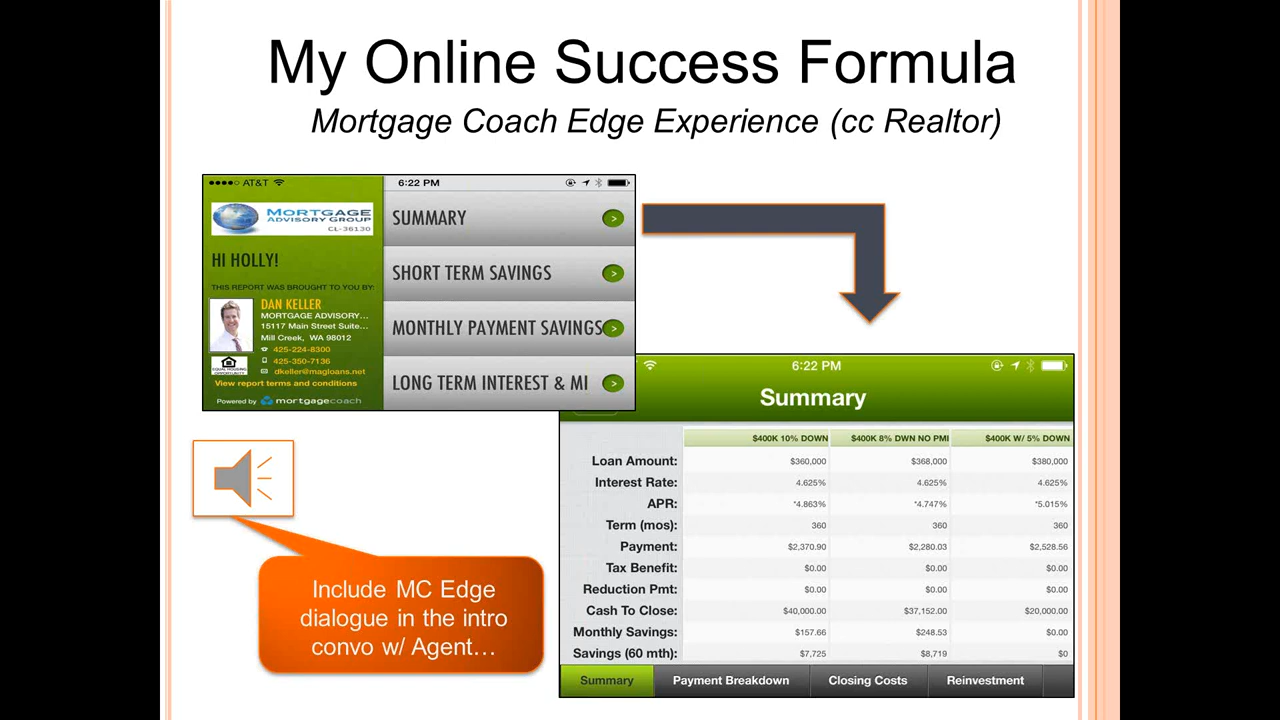 My Online Success Formula
Mortgage Coach Edge Experience (cc Realtor)
AT&T
6:22 PM
MORTGAGE
ADVISORY GROUP
CL-36130
HI HOLLY!
THIS REPORT WAS BROUGHT TO YOU BY:
DAN KELLER
MORTGAGE ADVISORY...
15117 Main Street Suite...
Mill Creek, WA 98012
425-224-8300
425-350-7136
dkeller@magloans.net
EQUAL HOUSING
OPPORTUNITY
View report terms and conditions
Powered by mortgagecoach
SUMMARY
SHORT TERM SAVINGS
MONTHLY PAYMENT SAVINGS
LONG TERM INTEREST & MI
6:22 PM
Summary
$400K 10% DOWN $400K 8% DWN NO PMI $400K W/ 5% DOWN
Loan Amount: $360,000 $368,000 $380,000
Interest Rate: 4.625% 4.625% 4.625%
APR: *4.863% *4.747% *5.015%
Term (mos): 360 360 360
Payment: $2,370.90 $2,280.03 $2,528.56
Tax Benefit: $0.00 $0.00 $0.00
Reduction Pmt: $0.00 $0.00 $0.00
Cash To Close: $40,000.00 $37,152.00 $20,000.00
Monthly Savings: $157.66 $248.53 $0.00
Savings (60 mth): $7,725 $8,719 $0
Summary Payment Breakdown Closing Costs Reinvestment
Include MC Edge
dialogue in the intro
convo w/ Agent…